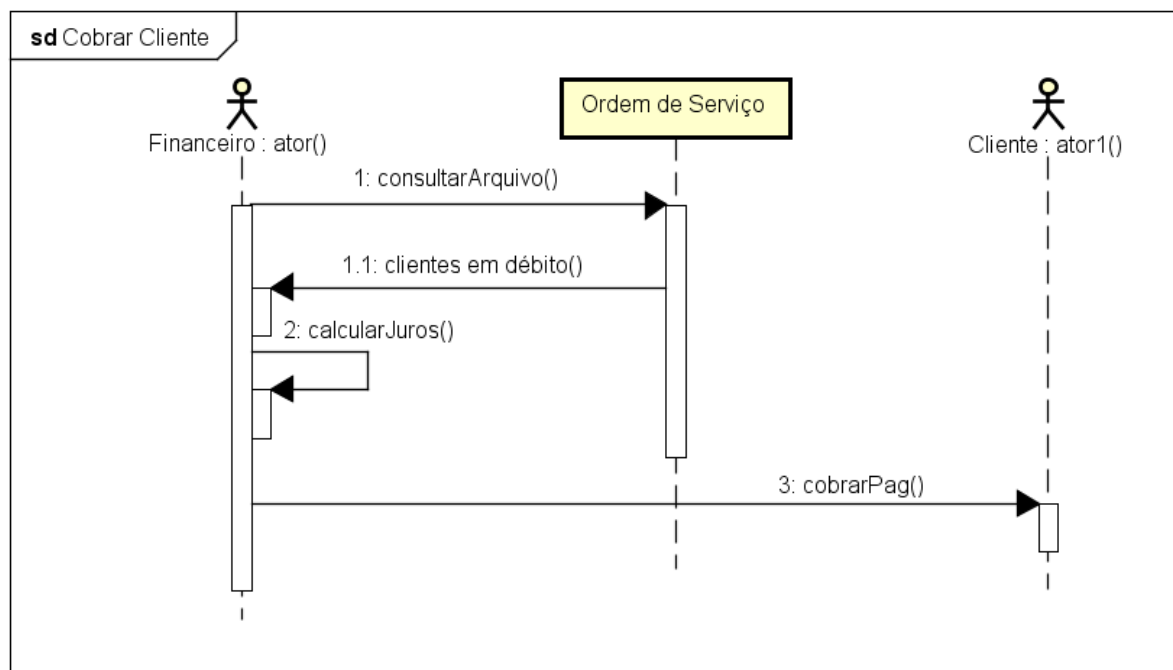 sd Cobrar Cliente
Ordem de Serviço
Financeiro : ator()
Cliente : ator1()
1: consultarArquivo()
1.1: clientes em débito()
2: calcularJuros()
3: cobrarPag()